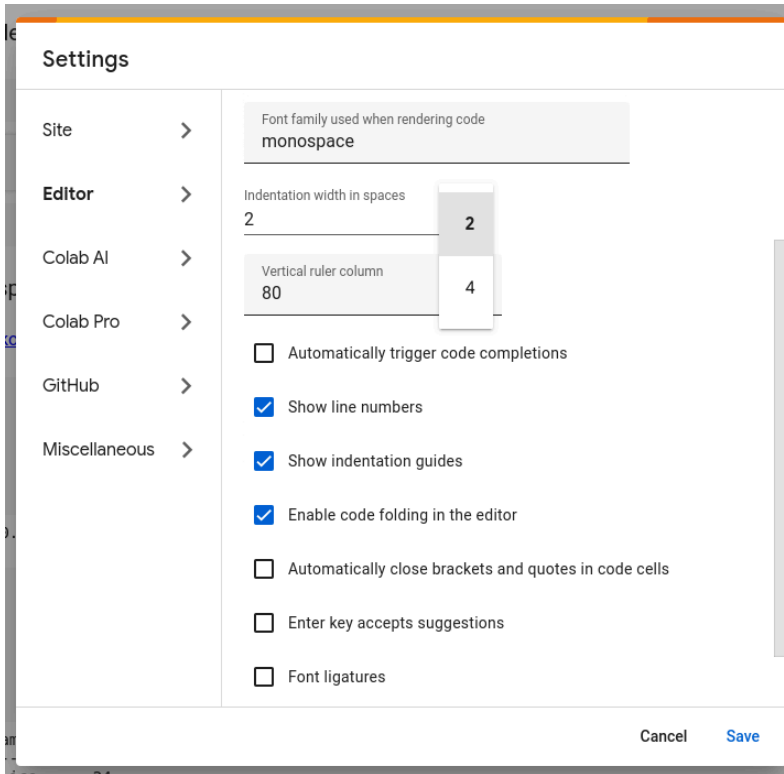 Settings
Site
Editor
Colab AI
Colab Pro
GitHub
Miscellaneous
Font family used when rendering code
monospace
Indentation width in spaces
2
2
4
Vertical ruler column
80
Automatically trigger code completions
Show line numbers
Show indentation guides
Enable code folding in the editor
Automatically close brackets and quotes in code cells
Enter key accepts suggestions
Font ligatures
Cancel
Save